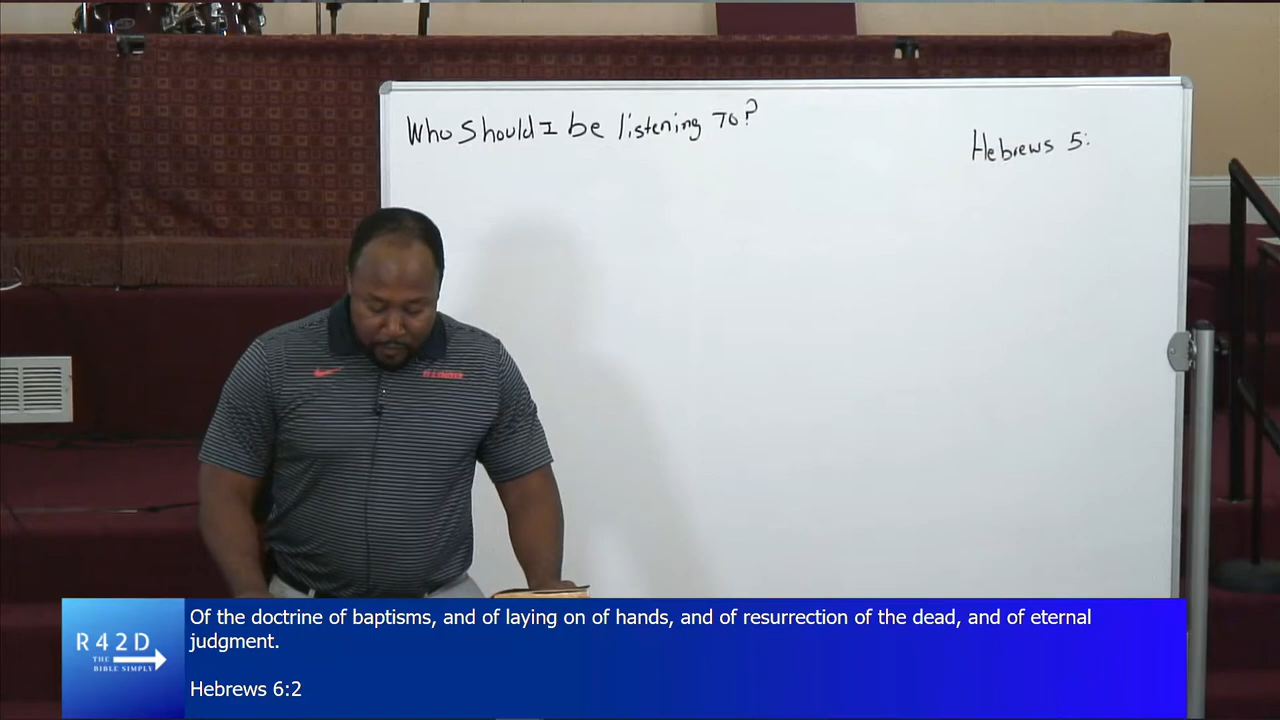 Who Should I be listening To?
Hebrews 5:
R42D
THE
BIBLE SIMPLY
Of the doctrine of baptisms, and of laying on of hands, and of resurrection of the dead, and of eternal
judgment.
Hebrews 6:2